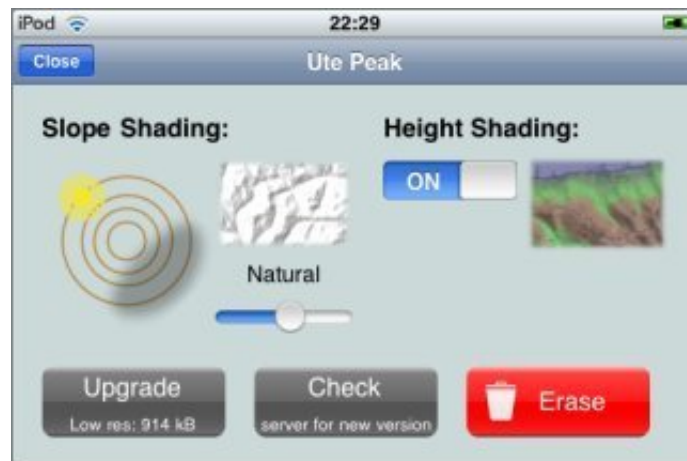 iPod 22:29
Close Ute Peak
Slope Shading: Height Shading:
ON
Natural
Upgrade
Low res: 914 kB
Check
server for new version
Erase